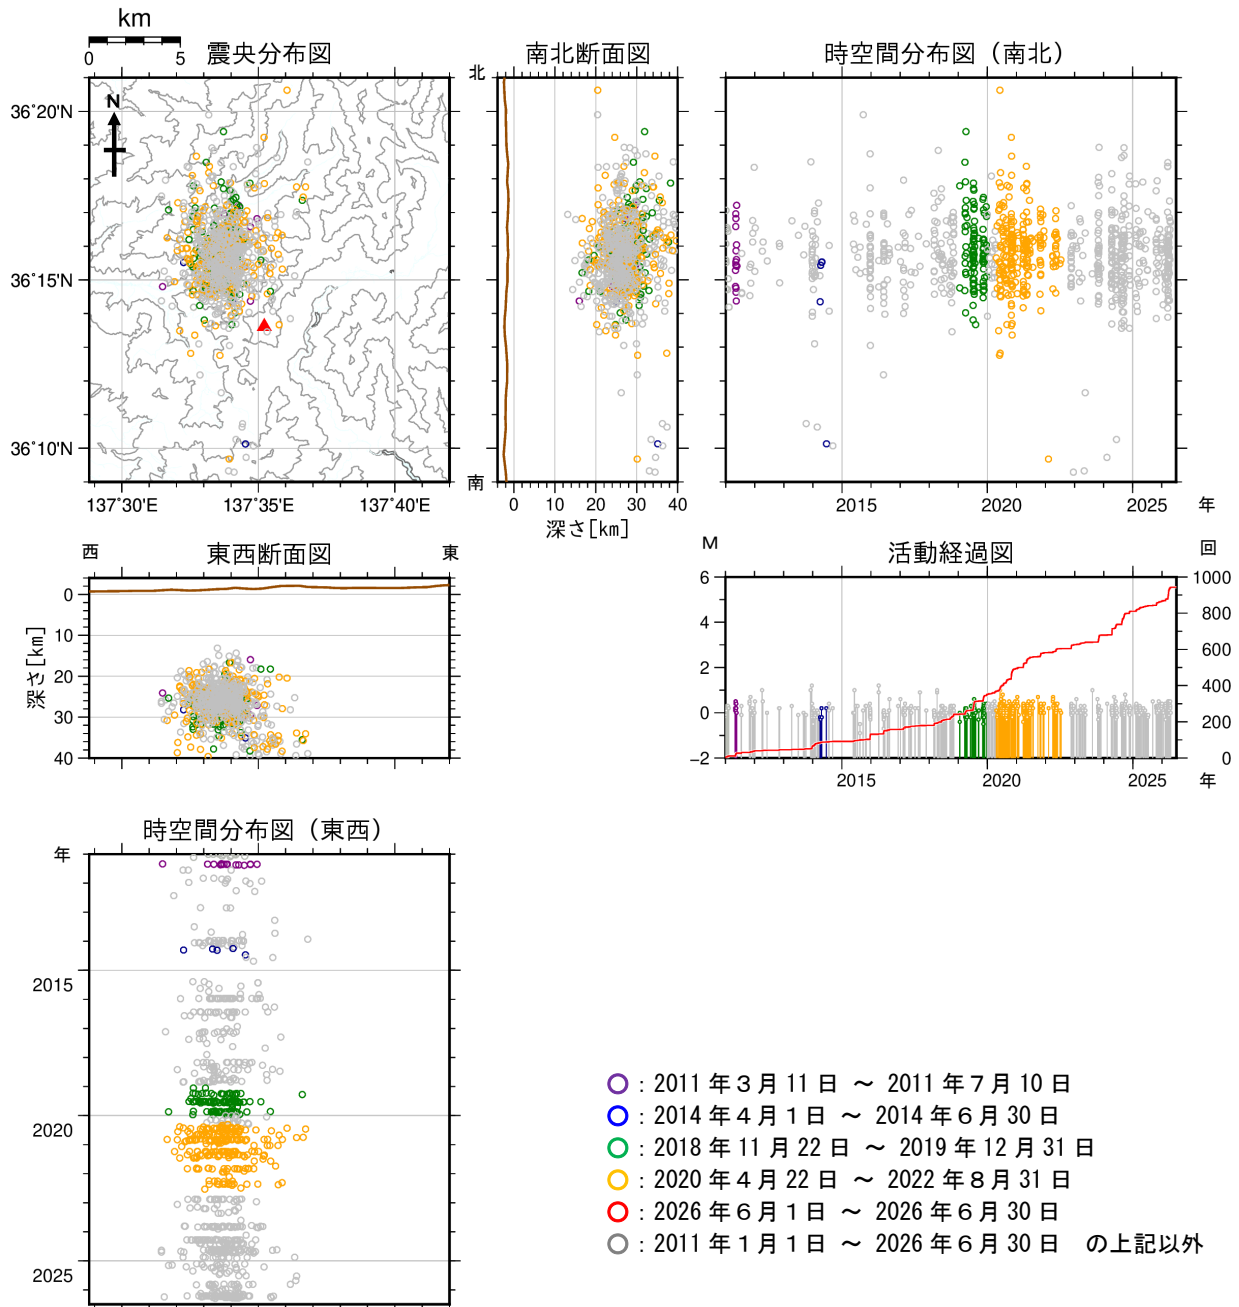 km
0 5
震央分布図
N
36°20'N
36°15'N
36°10'N
137°30'E 137°35'E 137°40'E
南北断面図
北
南
0 10 20 30 40
深さ[km]
時空間分布図（南北）
2015 2020 2025 年
東西断面図
西 東
0
10
20
30
40
深さ[km]
活動経過図
M 回
6 1000
4 800
2 600
0 400
200
−2 0
2015 2020 2025 年
時空間分布図（東西）
年
2015
2020
2025
：2011 年３月 11 日 ～ 2011 年７月 10 日
：2014 年４月１日 ～ 2014 年６月 30 日
：2018 年 11 月 22 日 ～ 2019 年 12 月 31 日
：2020 年４月 22 日 ～ 2022 年８月 31 日
：2026 年６月１日 ～ 2026 年６月 30 日
：2011 年１月１日 ～ 2026 年６月 30 日 の上記以外